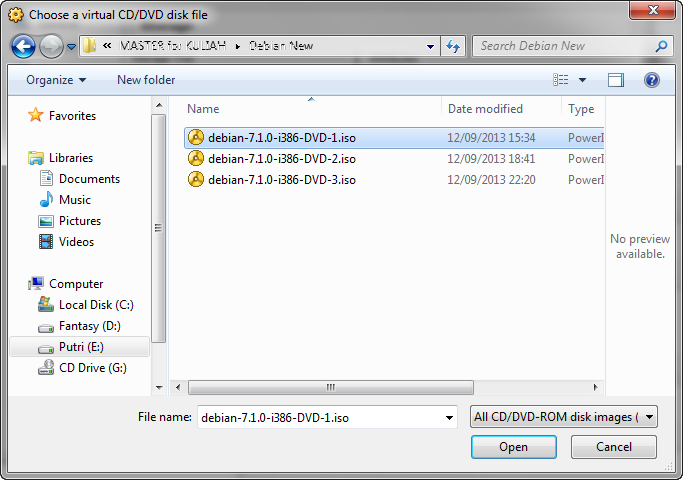 Choose a virtual CD/DVD disk file
« MASTER for KULIAH ▸ Debian New
Search Debian New
Organize
New folder
Favorites
Libraries
Documents
Music
Pictures
Videos
Computer
Local Disk (C:)
Fantasy (D:)
Putri (E:)
CD Drive (G:)
Name Date modified Type
debian-7.1.0-i386-DVD-1.iso 12/09/2013 15:34 PowerI
debian-7.1.0-i386-DVD-2.iso 12/09/2013 18:41 PowerI
debian-7.1.0-i386-DVD-3.iso 12/09/2013 22:20 PowerI
No preview
available.
File name: debian-7.1.0-i386-DVD-1.iso
All CD/DVD-ROM disk images (
Open
Cancel